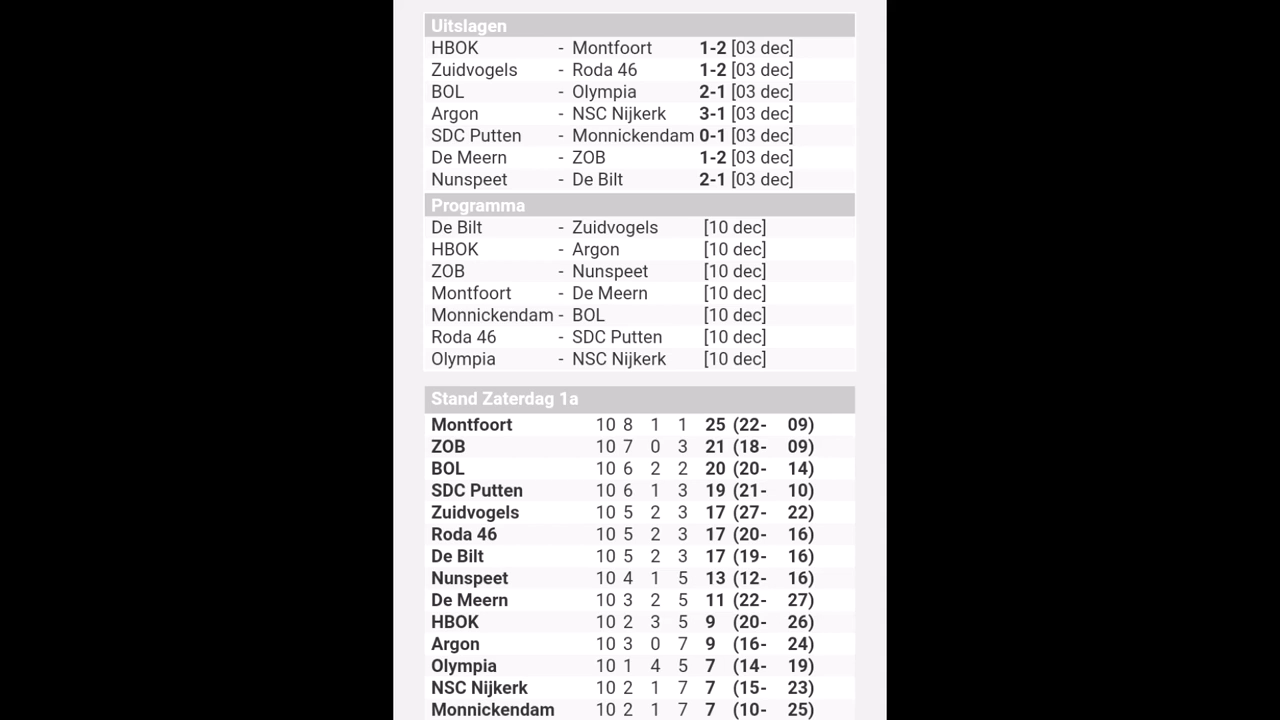 Uitslagen
HBOK - Montfoort 1-2 [03 dec]
Zuidvogels - Roda 46 1-2 [03 dec]
BOL - Olympia 2-1 [03 dec]
Argon - NSC Nijkerk 3-1 [03 dec]
SDC Putten - Monnickendam 0-1 [03 dec]
De Meern - ZOB 1-2 [03 dec]
Nunspeet - De Bilt 2-1 [03 dec]
Programma
De Bilt - Zuidvogels [10 dec]
HBOK - Argon [10 dec]
ZOB - Nunspeet [10 dec]
Montfoort - De Meern [10 dec]
Monnickendam - BOL [10 dec]
Roda 46 - SDC Putten [10 dec]
Olympia - NSC Nijkerk [10 dec]
Stand Zaterdag 1a
Montfoort 10 8 1 1 25 (22- 09)
ZOB 10 7 0 3 21 (18- 09)
BOL 10 6 2 2 20 (20- 14)
SDC Putten 10 6 1 3 19 (21- 10)
Zuidvogels 10 5 2 3 17 (27- 22)
Roda 46 10 5 2 3 17 (20- 16)
De Bilt 10 5 2 3 17 (19- 16)
Nunspeet 10 4 1 5 13 (12- 16)
De Meern 10 3 2 5 11 (22- 27)
HBOK 10 2 3 5 9 (20- 26)
Argon 10 3 0 7 9 (16- 24)
Olympia 10 1 4 5 7 (14- 19)
NSC Nijkerk 10 2 1 7 7 (15- 23)
Monnickendam 10 2 1 7 7 (10- 25)